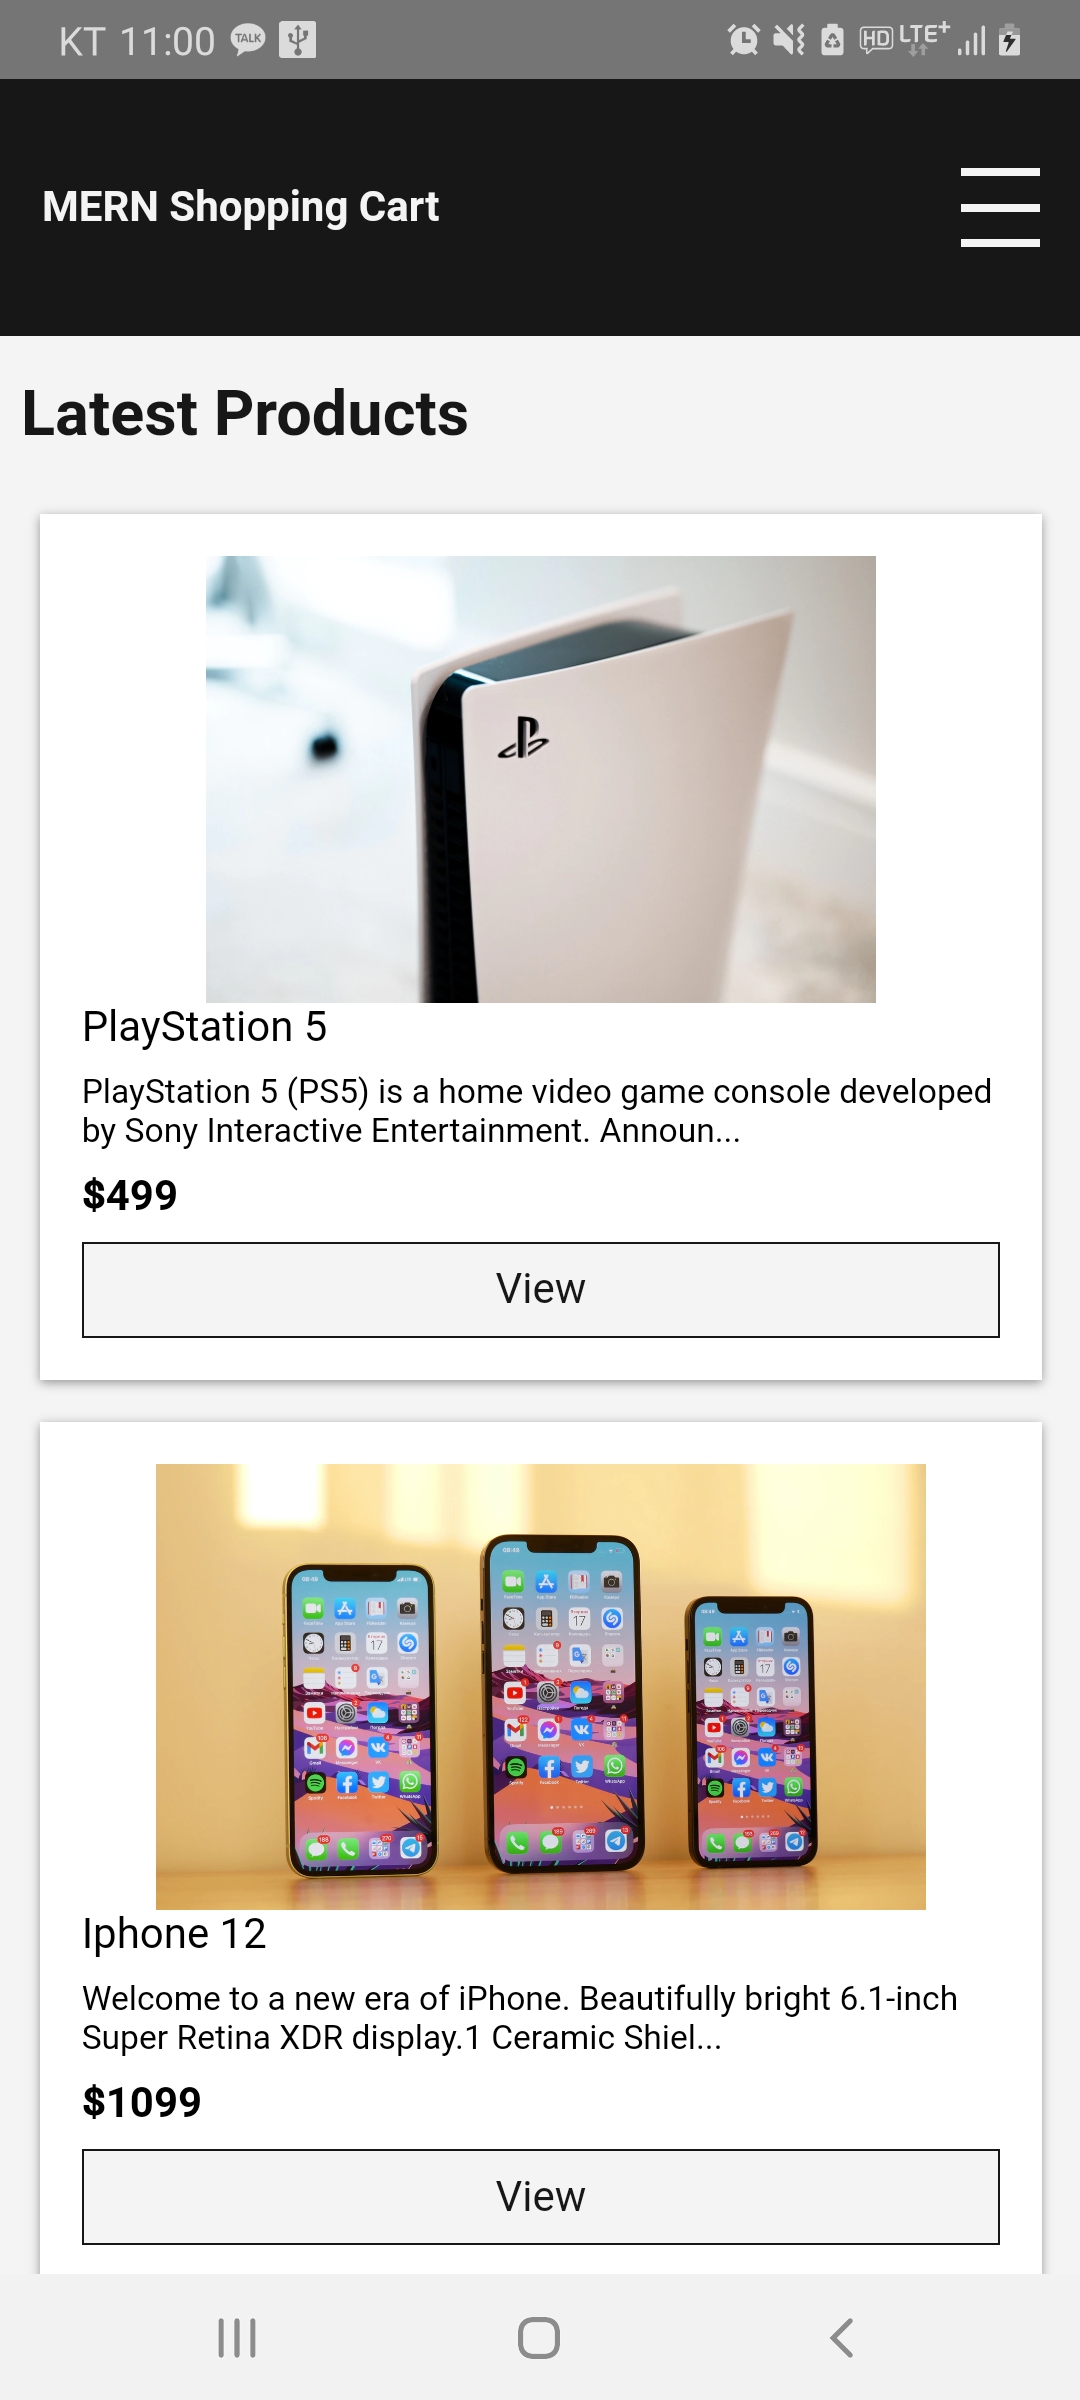 KT 11:00 TALK HD LTE+
MERN Shopping Cart
Latest Products
PlayStation 5
PlayStation 5 (PS5) is a home video game console developed
by Sony Interactive Entertainment. Announ...
$499
View
Iphone 12
Welcome to a new era of iPhone. Beautifully bright 6.1-inch
Super Retina XDR display.1 Ceramic Shiel...
$1099
View